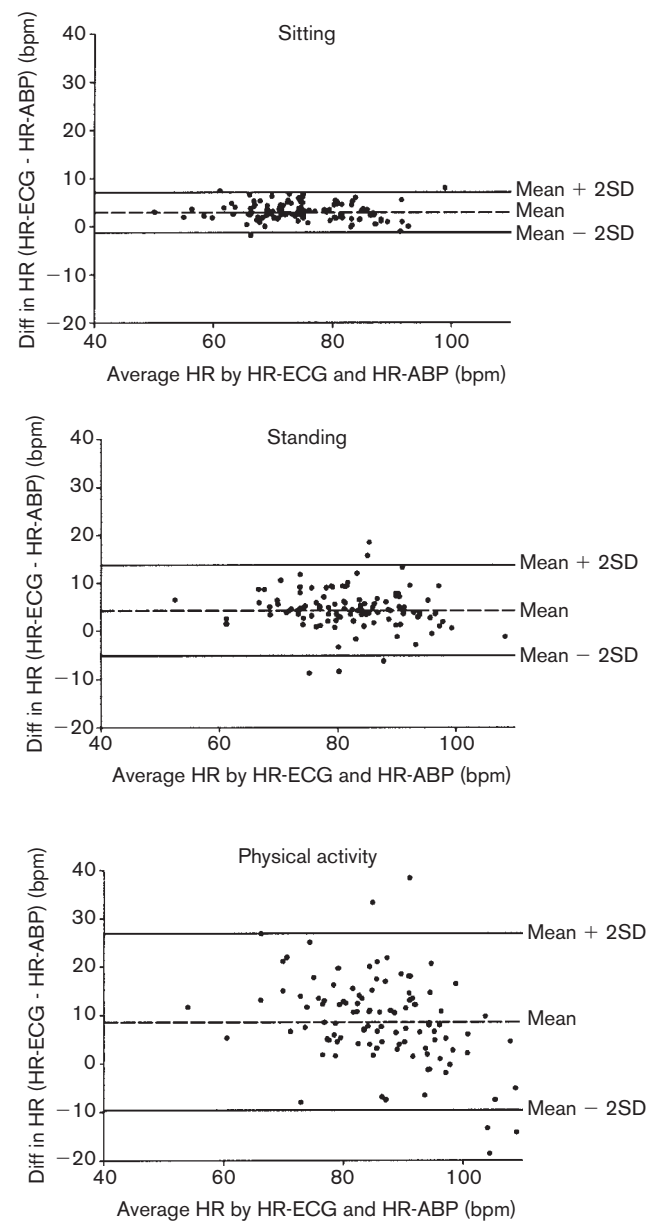 Sitting
Diff in HR (HR-ECG - HR-ABP) (bpm)
40
30
20
10
0
−10
−20
Mean + 2SD
Mean
Mean − 2SD
40 60 80 100
Average HR by HR-ECG and HR-ABP (bpm)
Standing
Diff in HR (HR-ECG - HR-ABP) (bpm)
40
30
20
10
0
−10
−20
Mean + 2SD
Mean
Mean − 2SD
40 60 80 100
Average HR by HR-ECG and HR-ABP (bpm)
Physical activity
Diff in HR (HR-ECG - HR-ABP) (bpm)
40
30
20
10
0
−10
−20
Mean + 2SD
Mean
Mean − 2SD
40 60 80 100
Average HR by HR-ECG and HR-ABP (bpm)